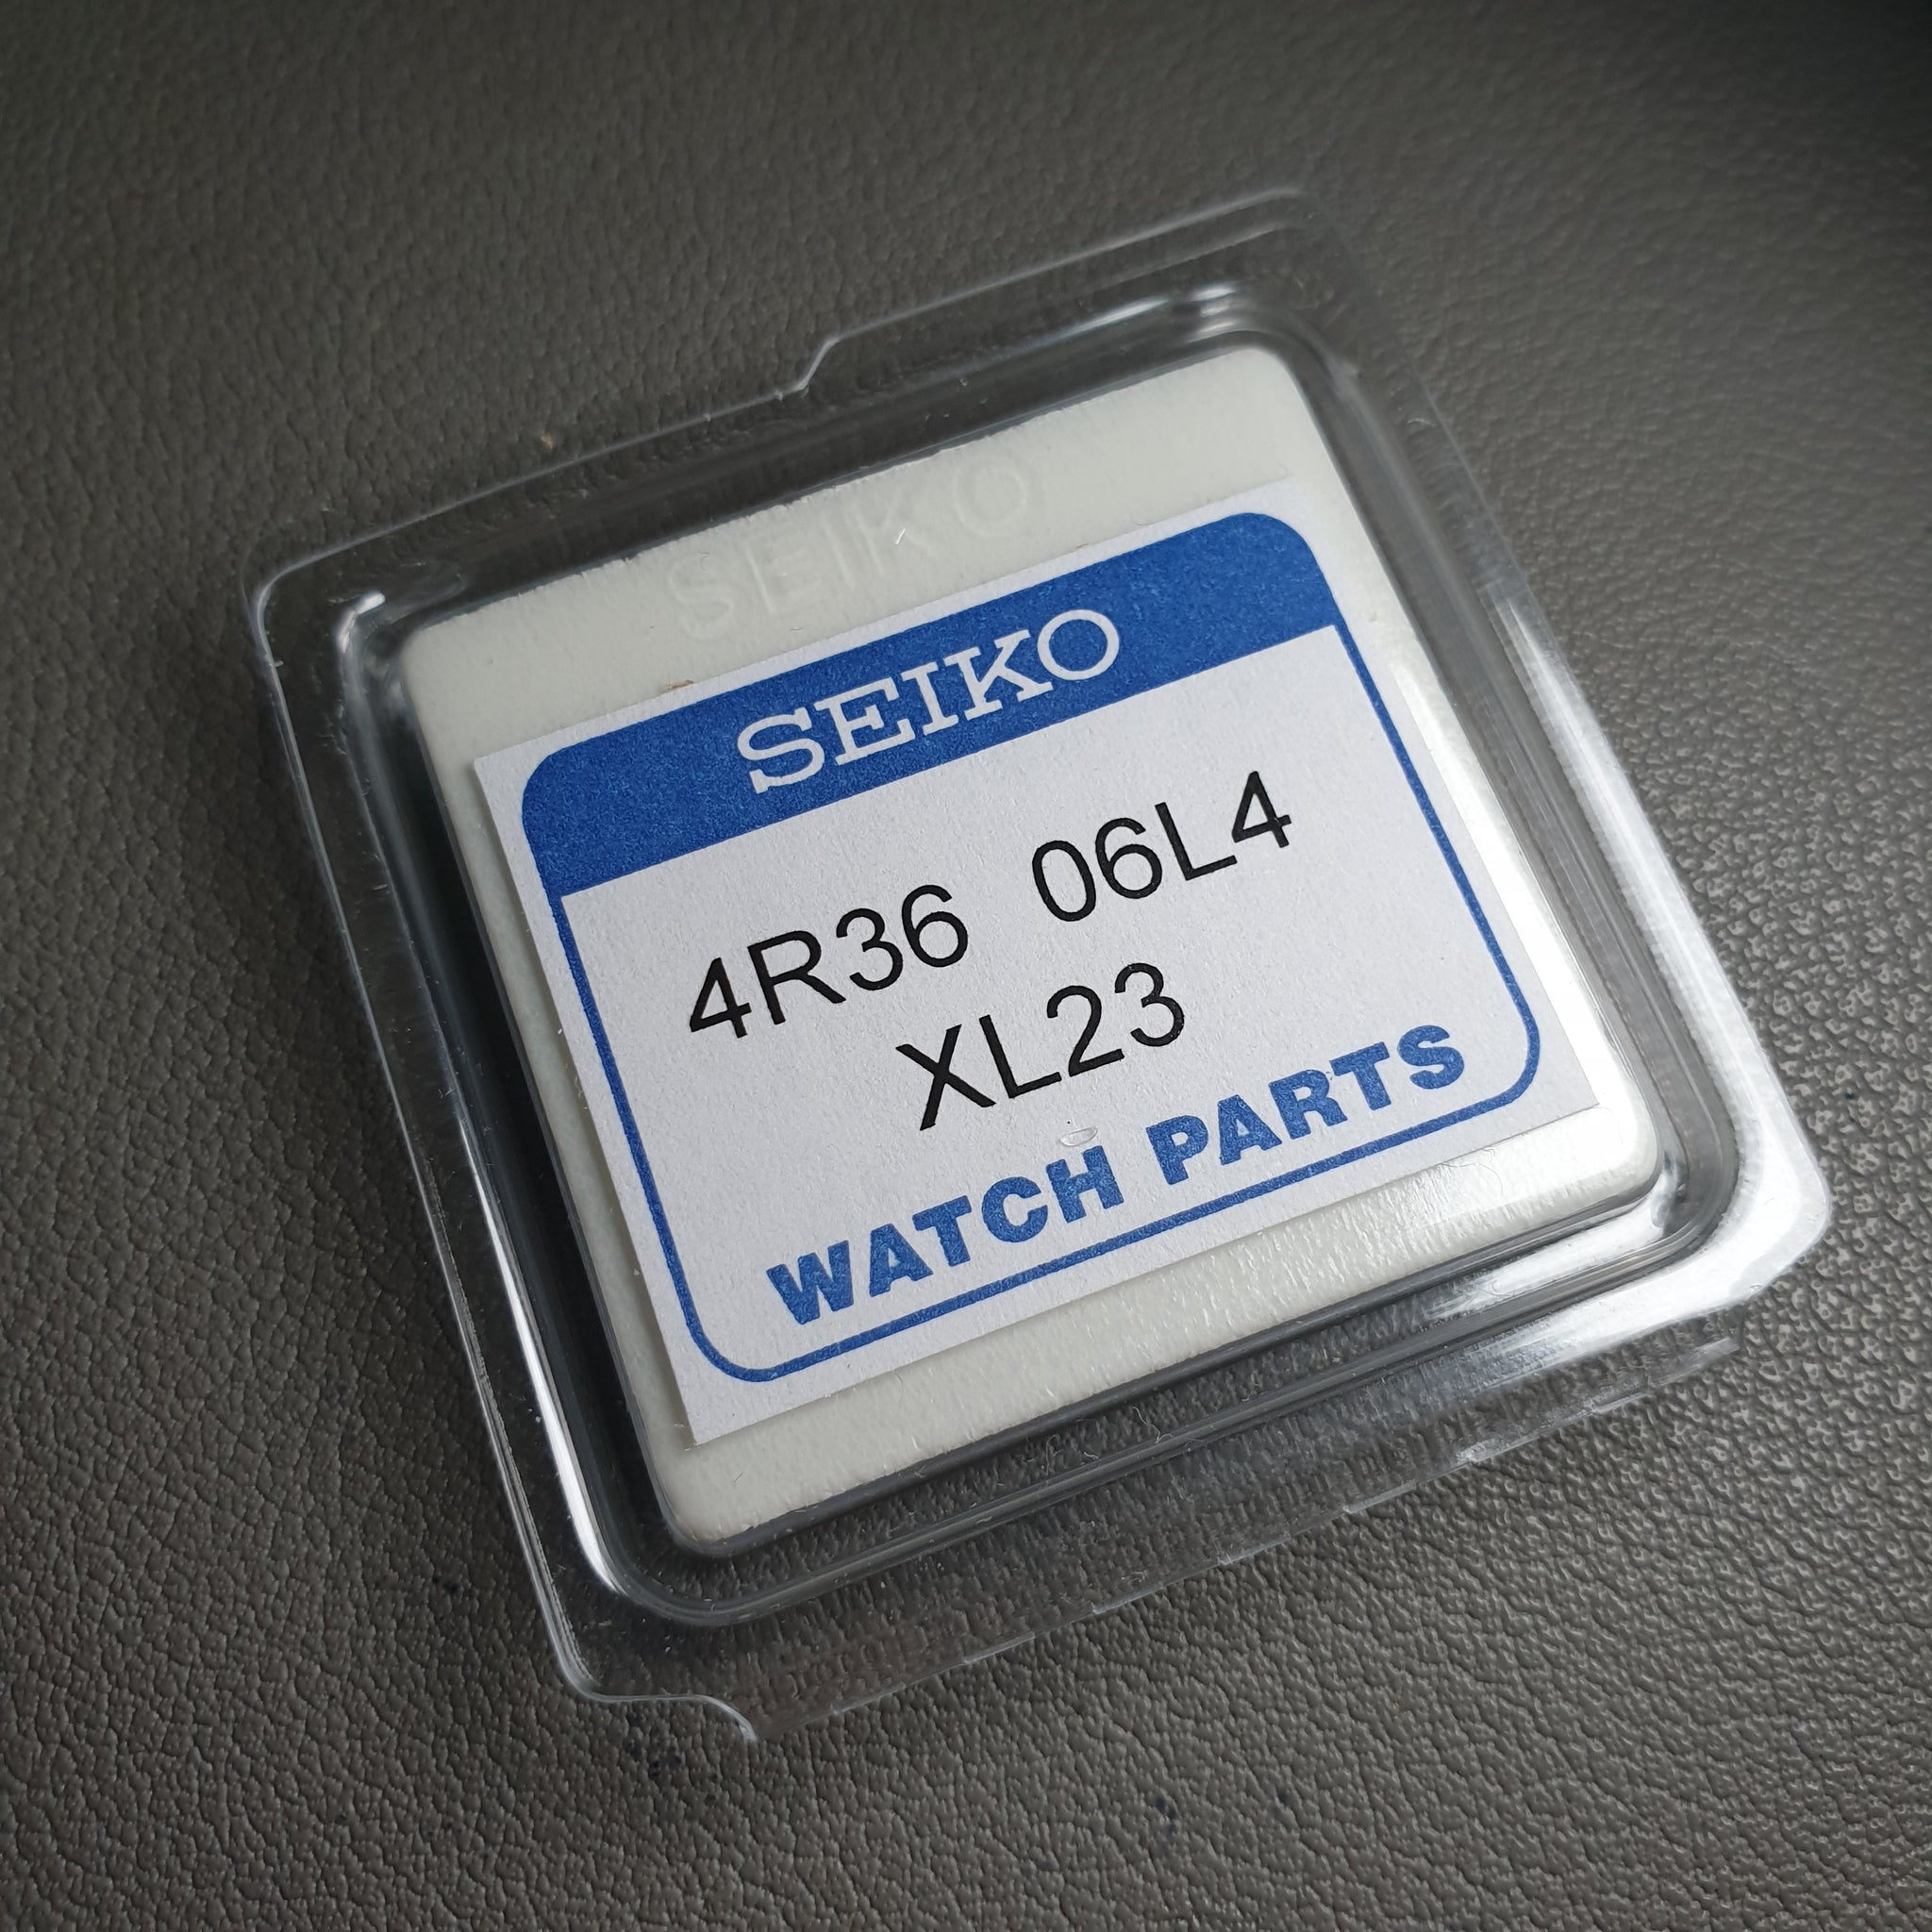 SEIKO
SEIKO
4R36 06L4
XL23
WATCH PARTS